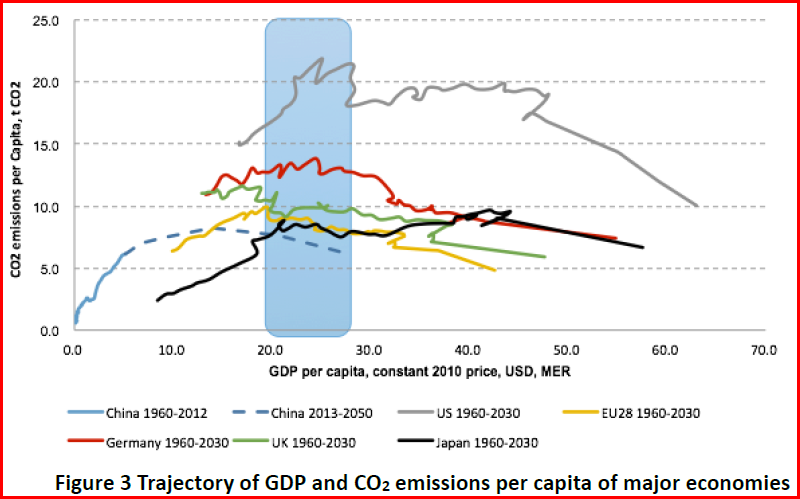 25.0
20.0
15.0
10.0
5.0
0.0
CO2 emissions per Capita, t CO2
0.0 10.0 20.0 30.0 40.0 50.0 60.0 70.0
GDP per capita, constant 2010 price, USD, MER
China 1960-2012 China 2013-2050 US 1960-2030 EU28 1960-2030
Germany 1960-2030 UK 1960-2030 Japan 1960-2030
Figure 3 Trajectory of GDP and CO₂ emissions per capita of major economies